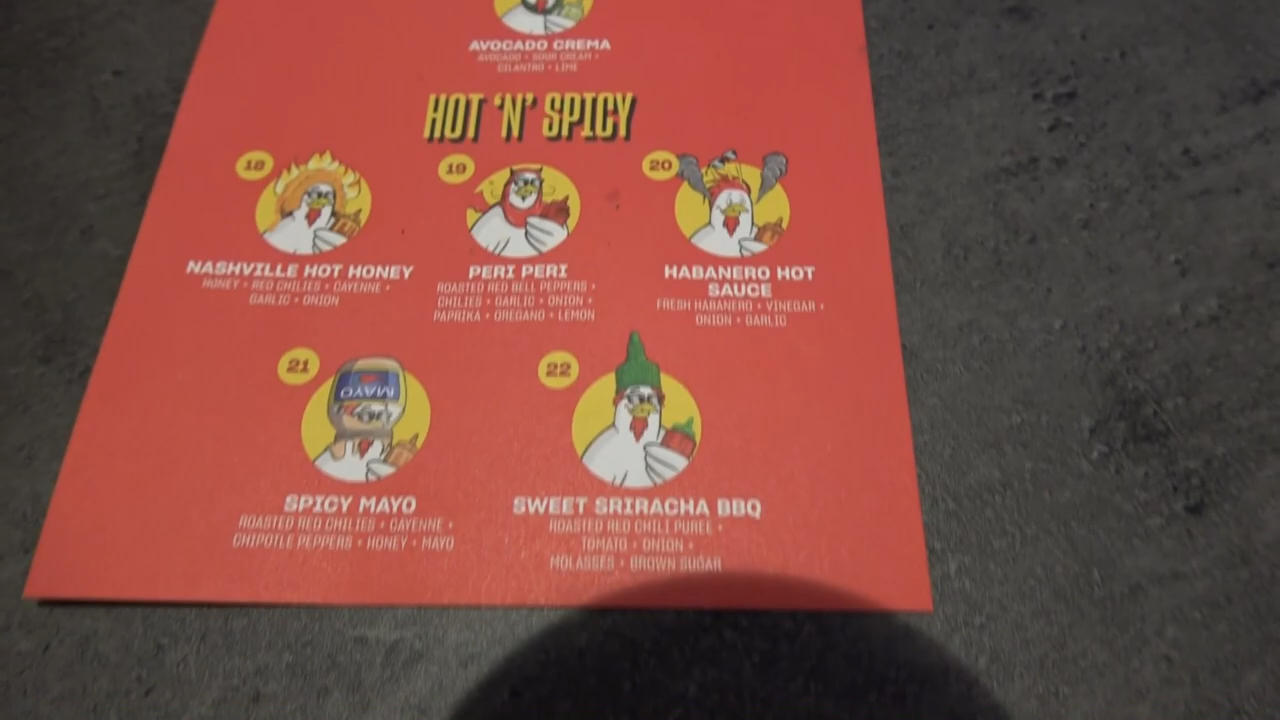 AVOCADO CREMA
AVOCADO • SOUR CREAM •
CILANTRO • LIME
HOT 'N' SPICY
18
19
20
NASHVILLE HOT HONEY
HONEY • RED CHILIES • CAYENNE •
GARLIC • ONION
PERI PERI
ROASTED RED BELL PEPPERS •
CHILIES • GARLIC • ONION •
PAPRIKA • OREGANO • LEMON
HABANERO HOT
SAUCE
FRESH HABANERO • VINEGAR •
ONION • GARLIC
21
MAYO
22
SPICY MAYO
ROASTED RED CHILIES • CAYENNE •
CHIPOTLE PEPPERS • HONEY • MAYO
SWEET SRIRACHA BBQ
ROASTED RED CHILI PUREE •
TOMATO • ONION •
MOLASSES • BROWN SUGAR